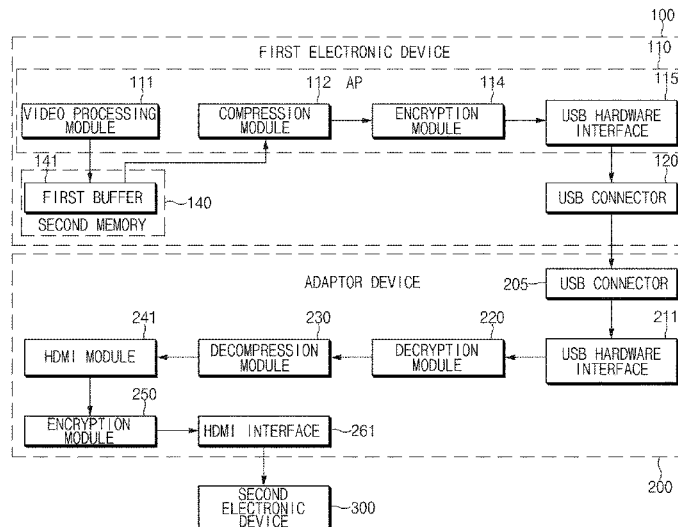 100
FIRST ELECTRONIC DEVICE
110
111
112
AP
114
115
VIDEO PROCESSING
MODULE
COMPRESSION
MODULE
ENCRYPTION
MODULE
USB HARDWARE
INTERFACE
141
120
FIRST BUFFER
140
USB CONNECTOR
SECOND MEMORY
ADAPTOR DEVICE
205
USB CONNECTOR
241
230
220
211
HDMI MODULE
DECOMPRESSION
MODULE
DECRYPTION
MODULE
USB HARDWARE
INTERFACE
250
ENCRYPTION
MODULE
HDMI INTERFACE
261
200
SECOND
ELECTRONIC
DEVICE
300